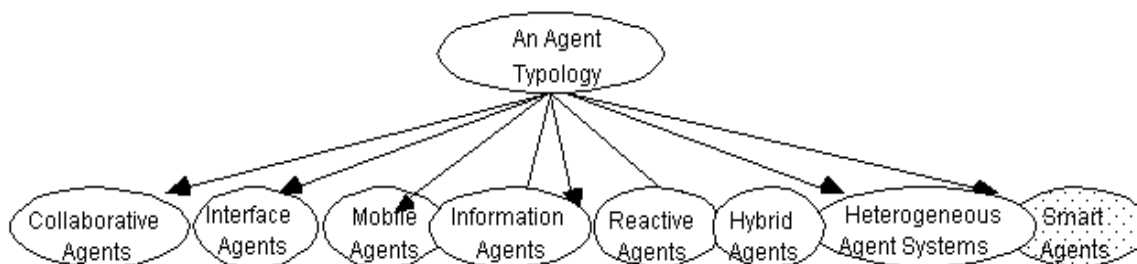 An Agent
Typology
Collaborative
Agents
Interface
Agents
Mobile
Agents
Information
Agents
Reactive
Agents
Hybrid
Agents
Heterogeneous
Agent Systems
Smart
Agents